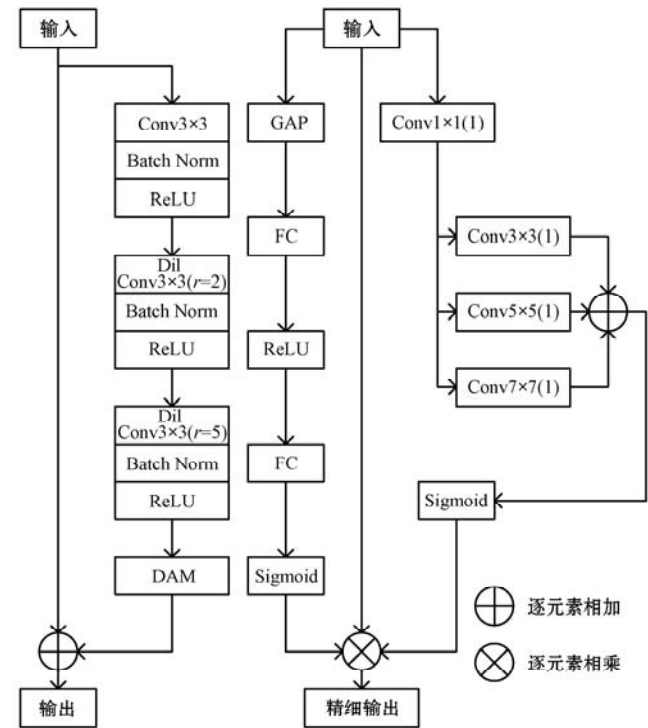 输入
Conv3×3
Batch Norm
ReLU
Dil
Conv3×3(r=2)
Batch Norm
ReLU
Dil
Conv3×3(r=5)
Batch Norm
ReLU
DAM
输出
输入
GAP
FC
ReLU
FC
Sigmoid
Conv1×1(1)
Conv3×3(1)
Conv5×5(1)
Conv7×7(1)
Sigmoid
精细输出
逐元素相加
逐元素相乘